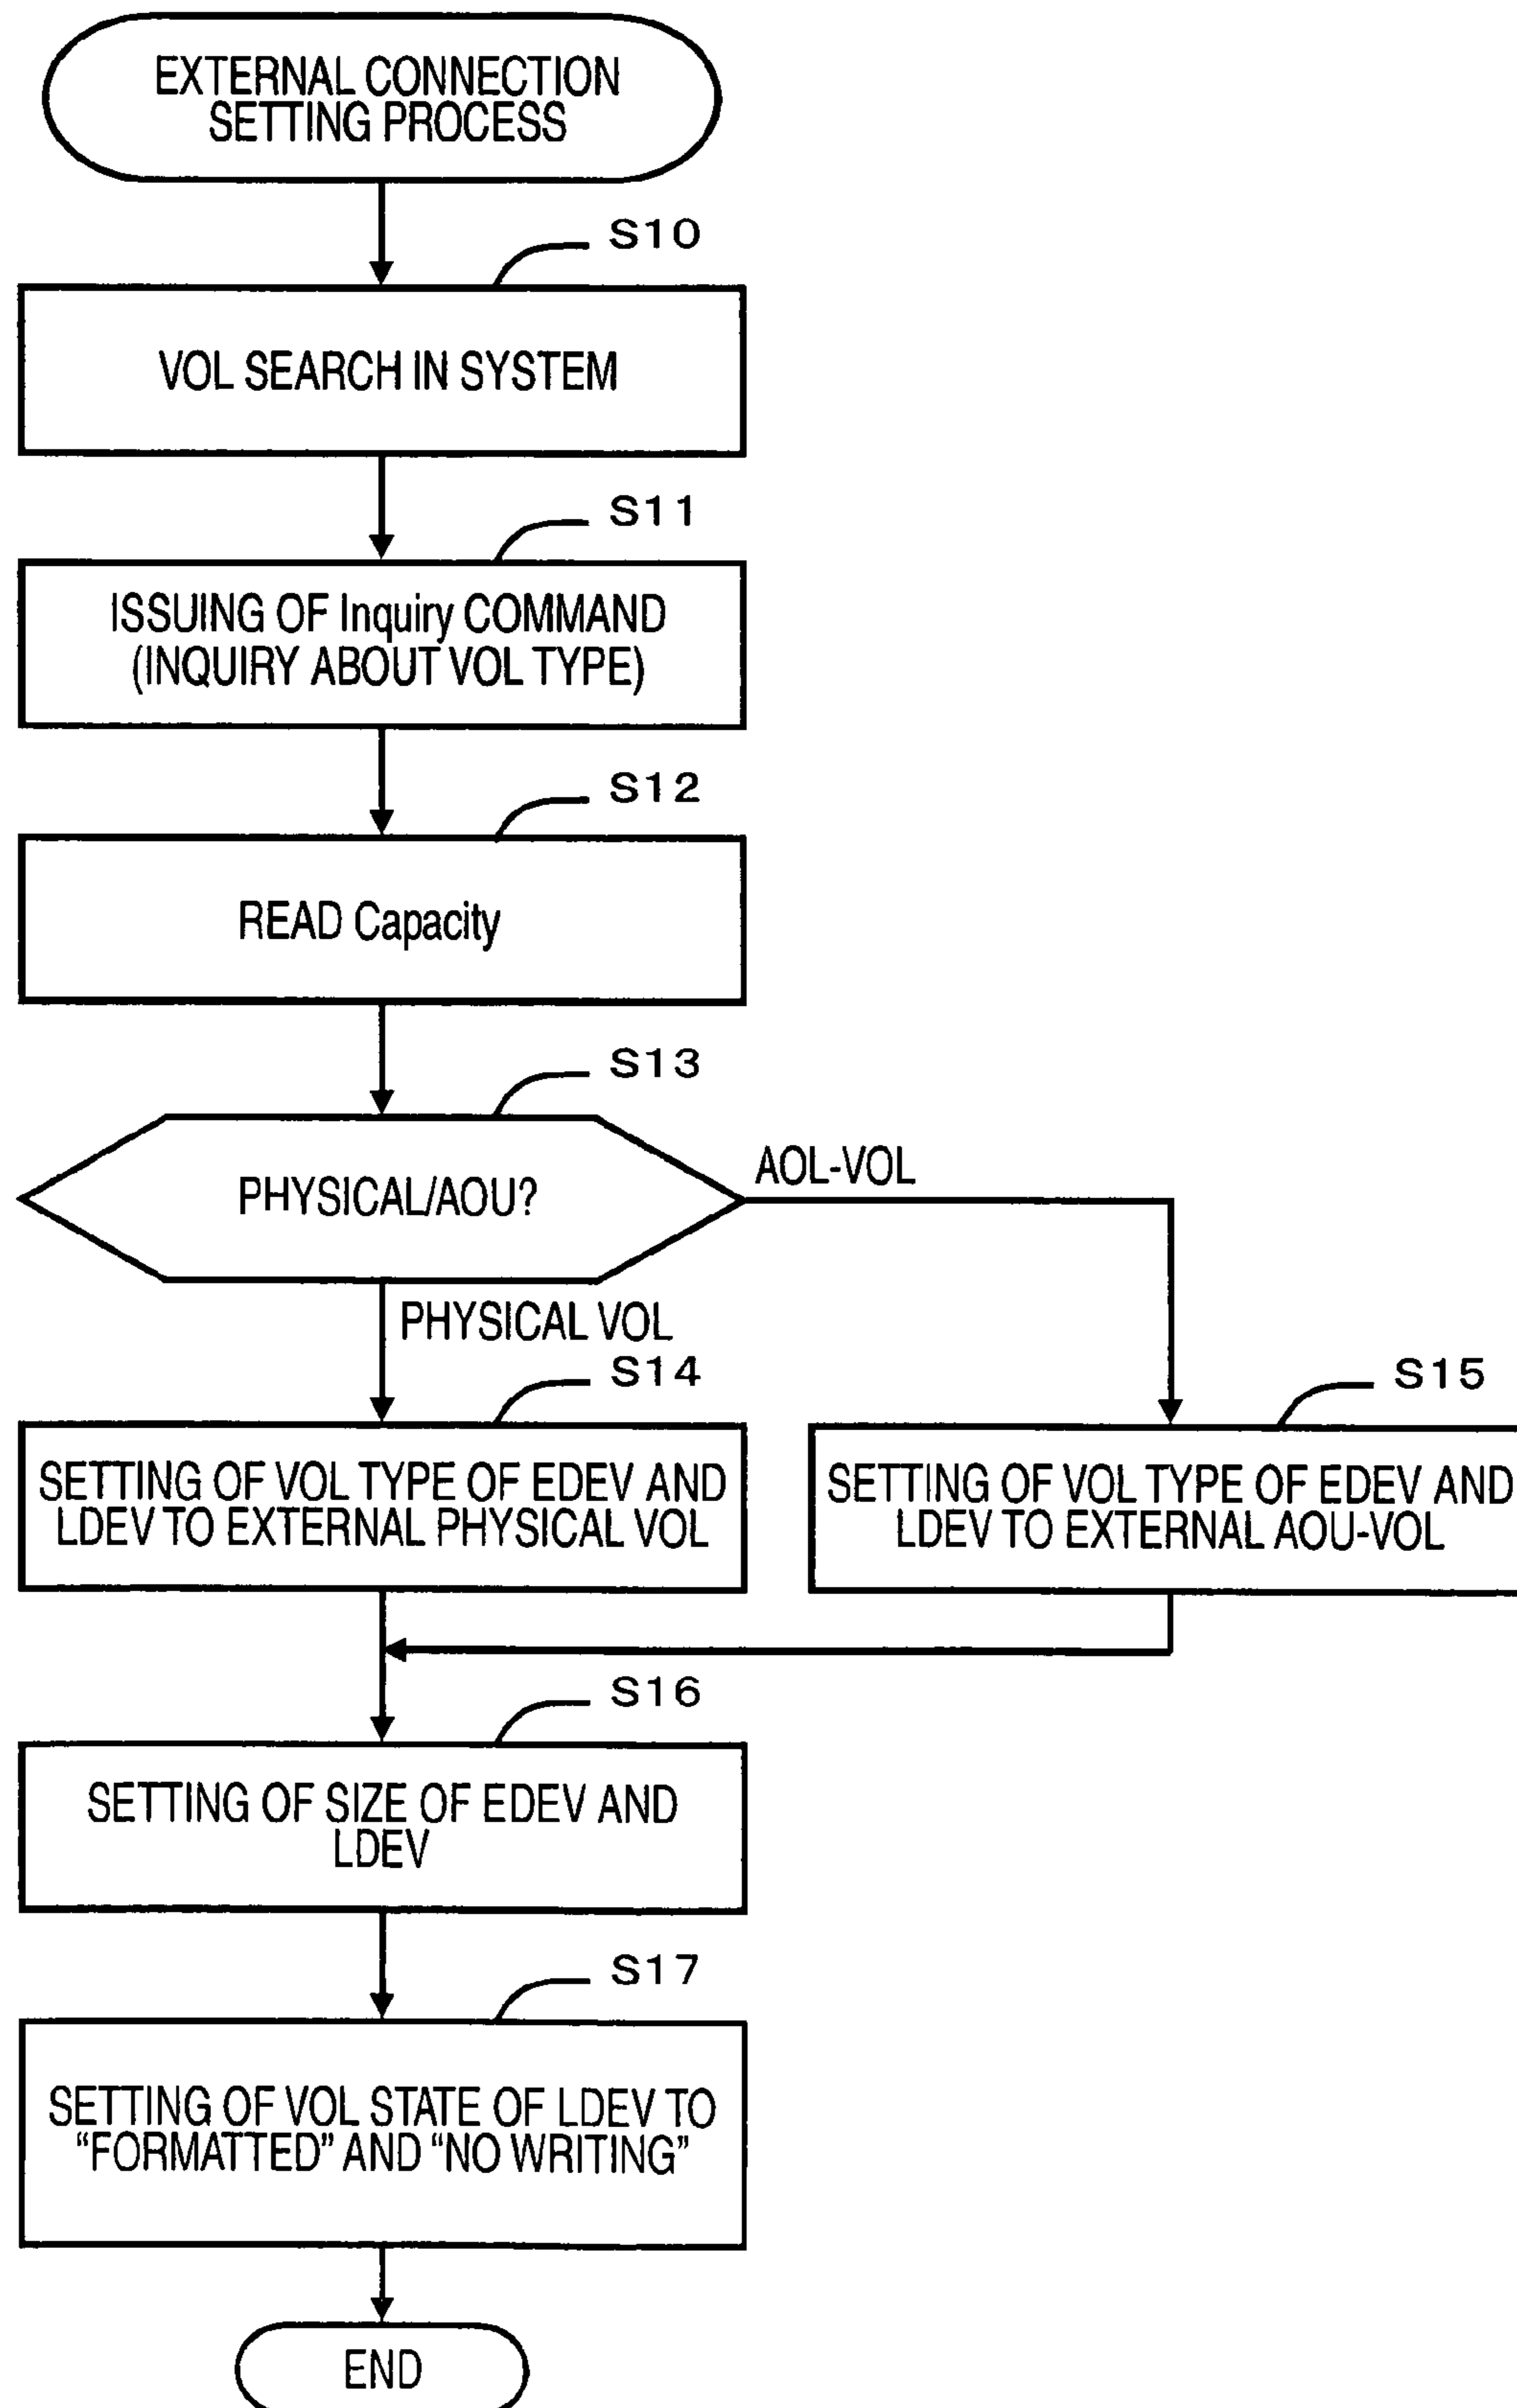 EXTERNAL CONNECTION
SETTING PROCESS
S10
VOL SEARCH IN SYSTEM
S11
ISSUING OF Inquiry COMMAND
(INQUIRY ABOUT VOL TYPE)
S12
READ Capacity
S13
PHYSICAL/AOU?
AOL-VOL
PHYSICAL VOL
S14
SETTING OF VOL TYPE OF EDEV AND
LDEV TO EXTERNAL PHYSICAL VOL
S15
SETTING OF VOL TYPE OF EDEV AND
LDEV TO EXTERNAL AOU-VOL
S16
SETTING OF SIZE OF EDEV AND
LDEV
S17
SETTING OF VOL STATE OF LDEV TO
“FORMATTED” AND “NO WRITING”
END